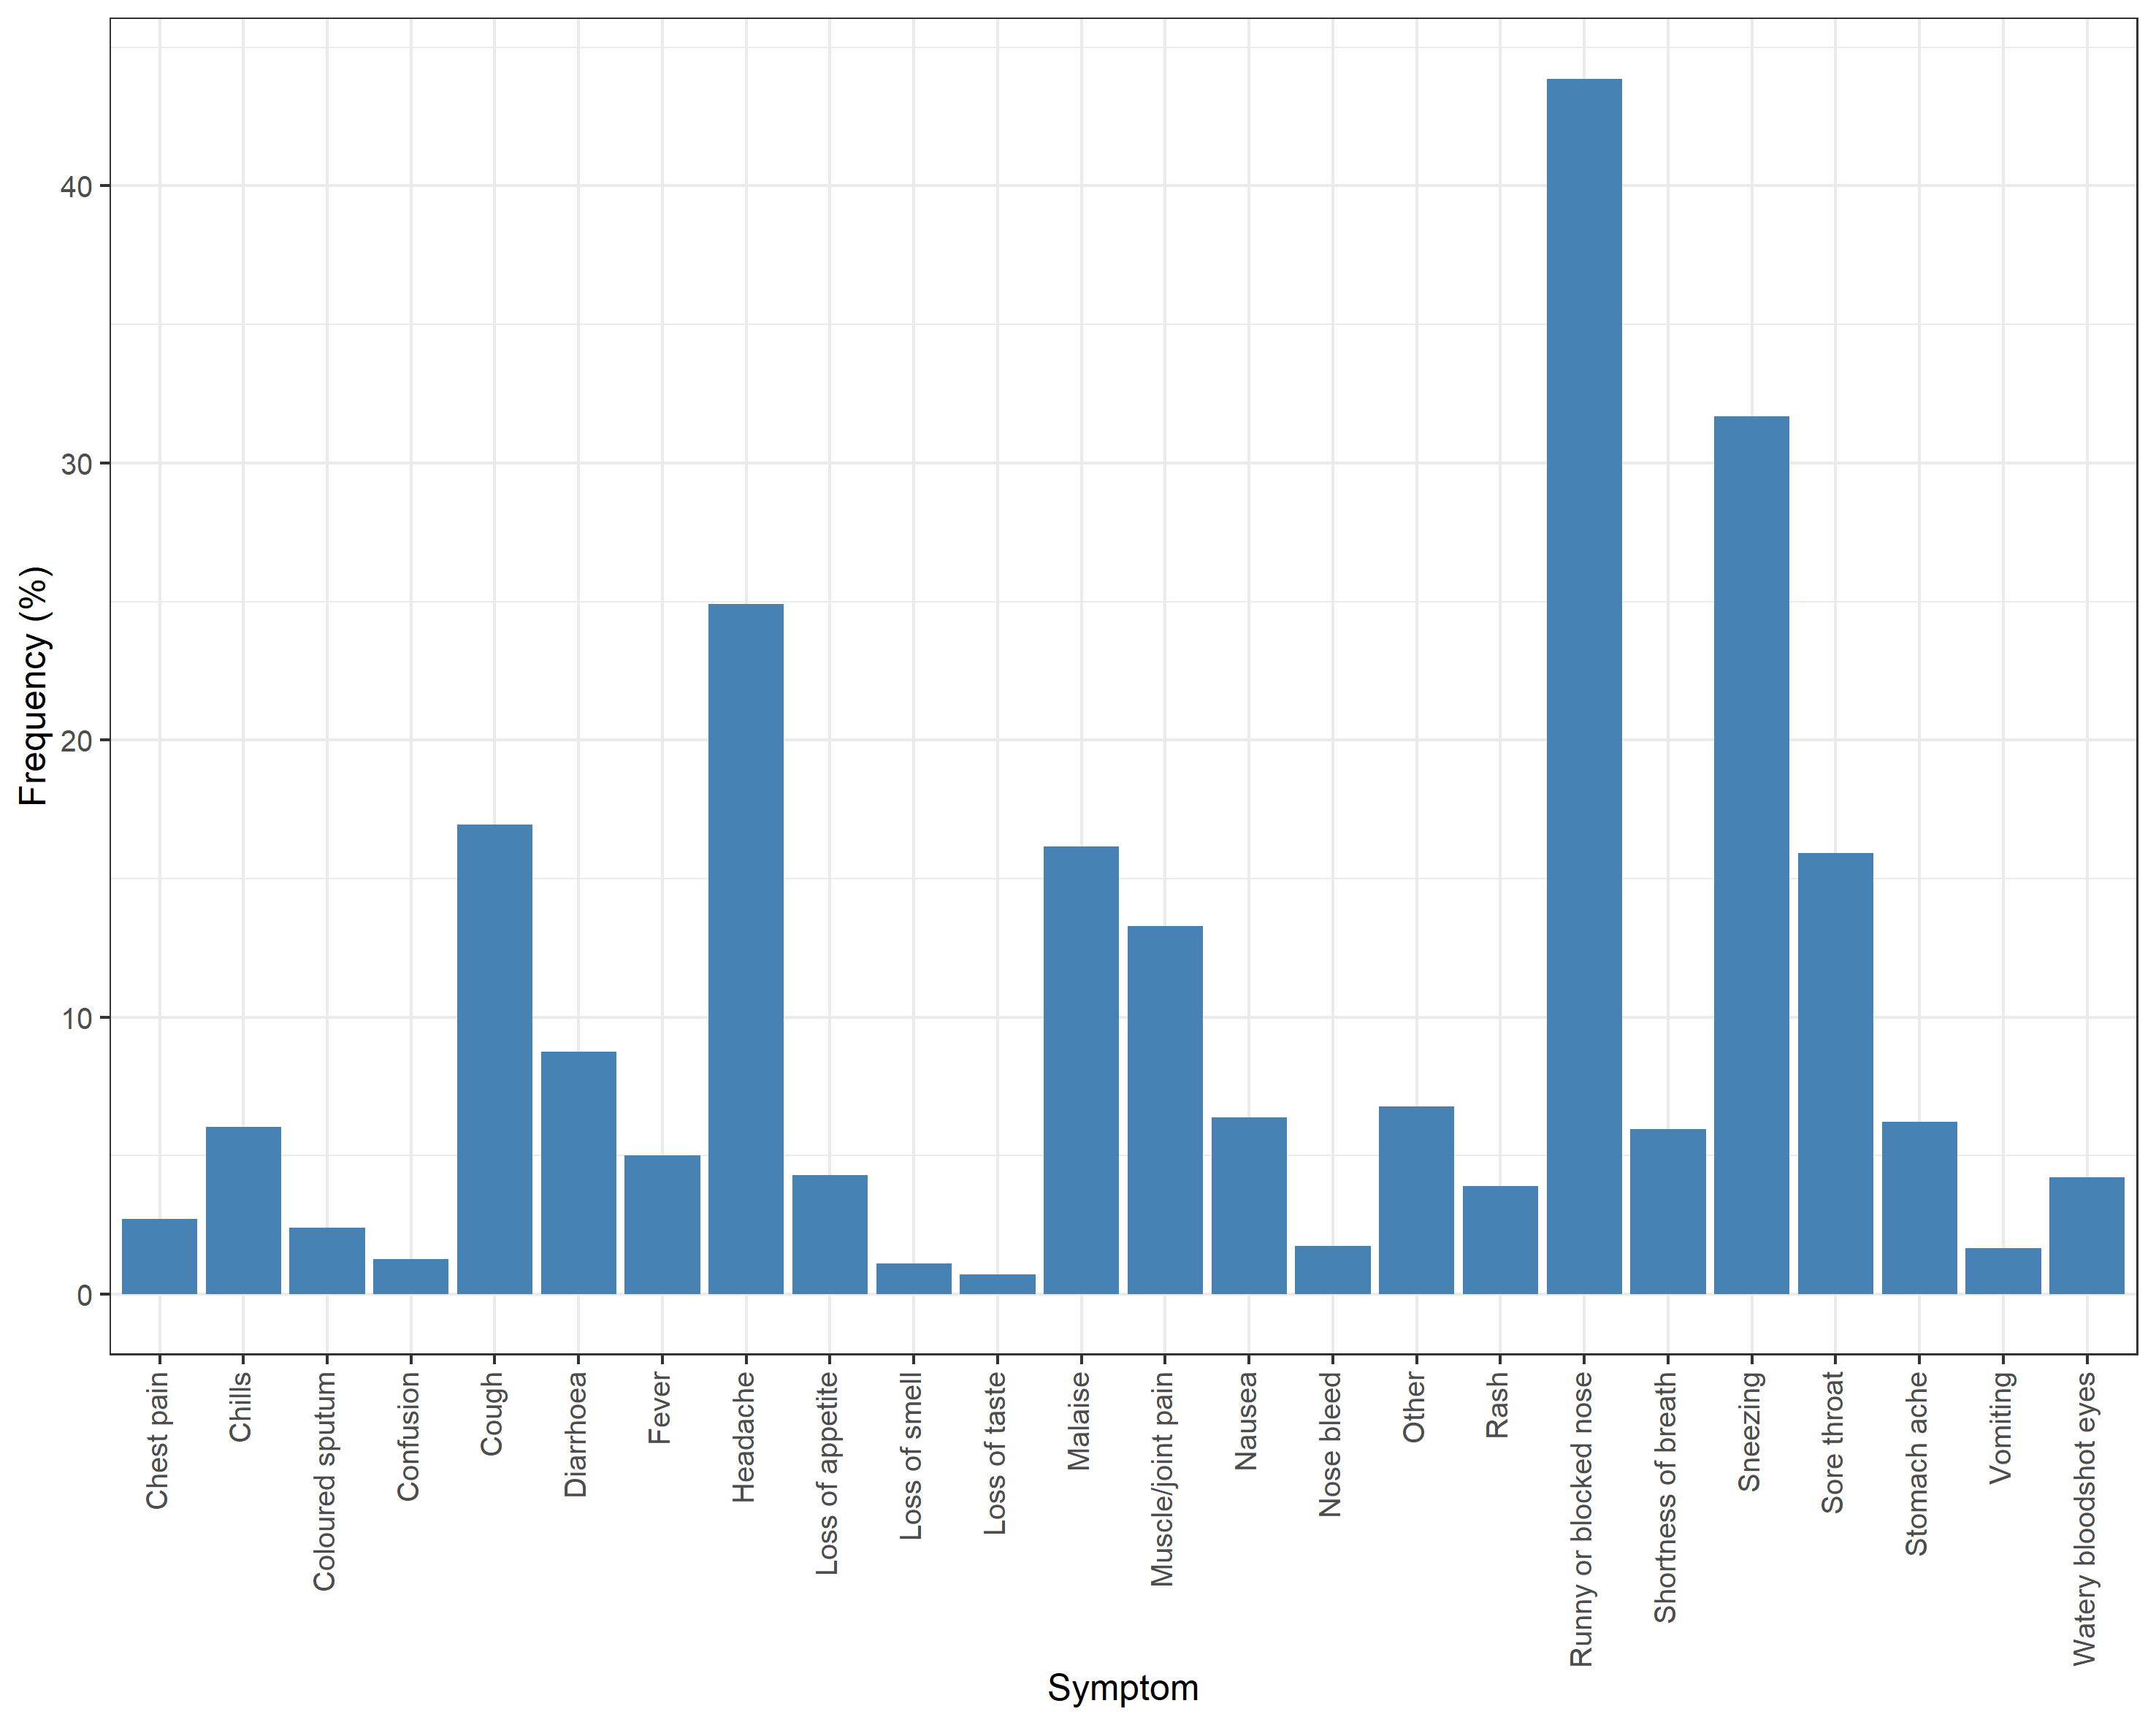 Frequency (%)
40
30
20
10
0
Chest pain
Chills
Coloured sputum
Confusion
Cough
Diarrhoea
Fever
Headache
Loss of appetite
Loss of smell
Loss of taste
Malaise
Muscle/joint pain
Nausea
Nose bleed
Other
Rash
Runny or blocked nose
Shortness of breath
Sneezing
Sore throat
Stomach ache
Vomiting
Watery bloodshot eyes
Symptom